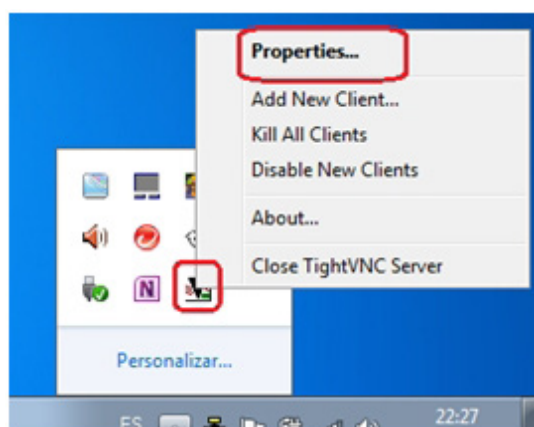 Properties...
Add New Client...
Kill All Clients
Disable New Clients
About...
Close TightVNC Server
N
Personalizar...
ES
22:27